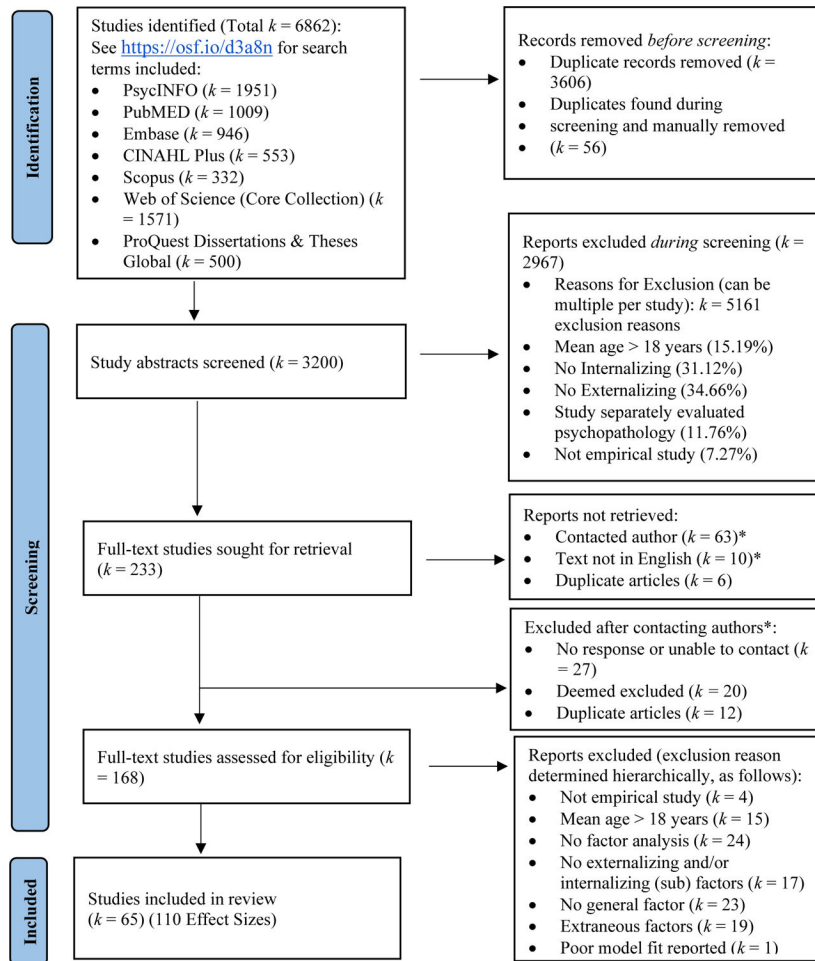 Identification
Studies identified (Total k = 6862):
See https://osf.io/d3a8n for search
terms included:
• PsycINFO (k = 1951)
• PubMED (k = 1009)
• Embase (k = 946)
• CINAHL Plus (k = 553)
• Scopus (k = 332)
• Web of Science (Core Collection) (k
= 1571)
• ProQuest Dissertations & Theses
Global (k = 500)
Records removed before screening:
• Duplicate records removed (k =
3606)
• Duplicates found during
• screening and manually removed
• (k = 56)
Screening
Study abstracts screened (k = 3200)
Reports excluded during screening (k =
2967)
• Reasons for Exclusion (can be
multiple per study): k = 5161
exclusion reasons
• Mean age > 18 years (15.19%)
• No Internalizing (31.12%)
• No Externalizing (34.66%)
• Study separately evaluated
psychopathology (11.76%)
• Not empirical study (7.27%)
Full-text studies sought for retrieval
(k = 233)
Reports not retrieved:
• Contacted author (k = 63)*
• Text not in English (k = 10)*
• Duplicate articles (k = 6)
Excluded after contacting authors*:
• No response or unable to contact (k
= 27)
• Deemed excluded (k = 20)
• Duplicate articles (k = 12)
Full-text studies assessed for eligibility (k
= 168)
Reports excluded (exclusion reason
determined hierarchically, as follows):
• Not empirical study (k = 4)
• Mean age > 18 years (k = 15)
• No factor analysis (k = 24)
• No externalizing and/or
internalizing (sub) factors (k = 17)
• No general factor (k = 23)
• Extraneous factors (k = 19)
• Poor model fit reported (k = 1)
Included
Studies included in review
(k = 65) (110 Effect Sizes)